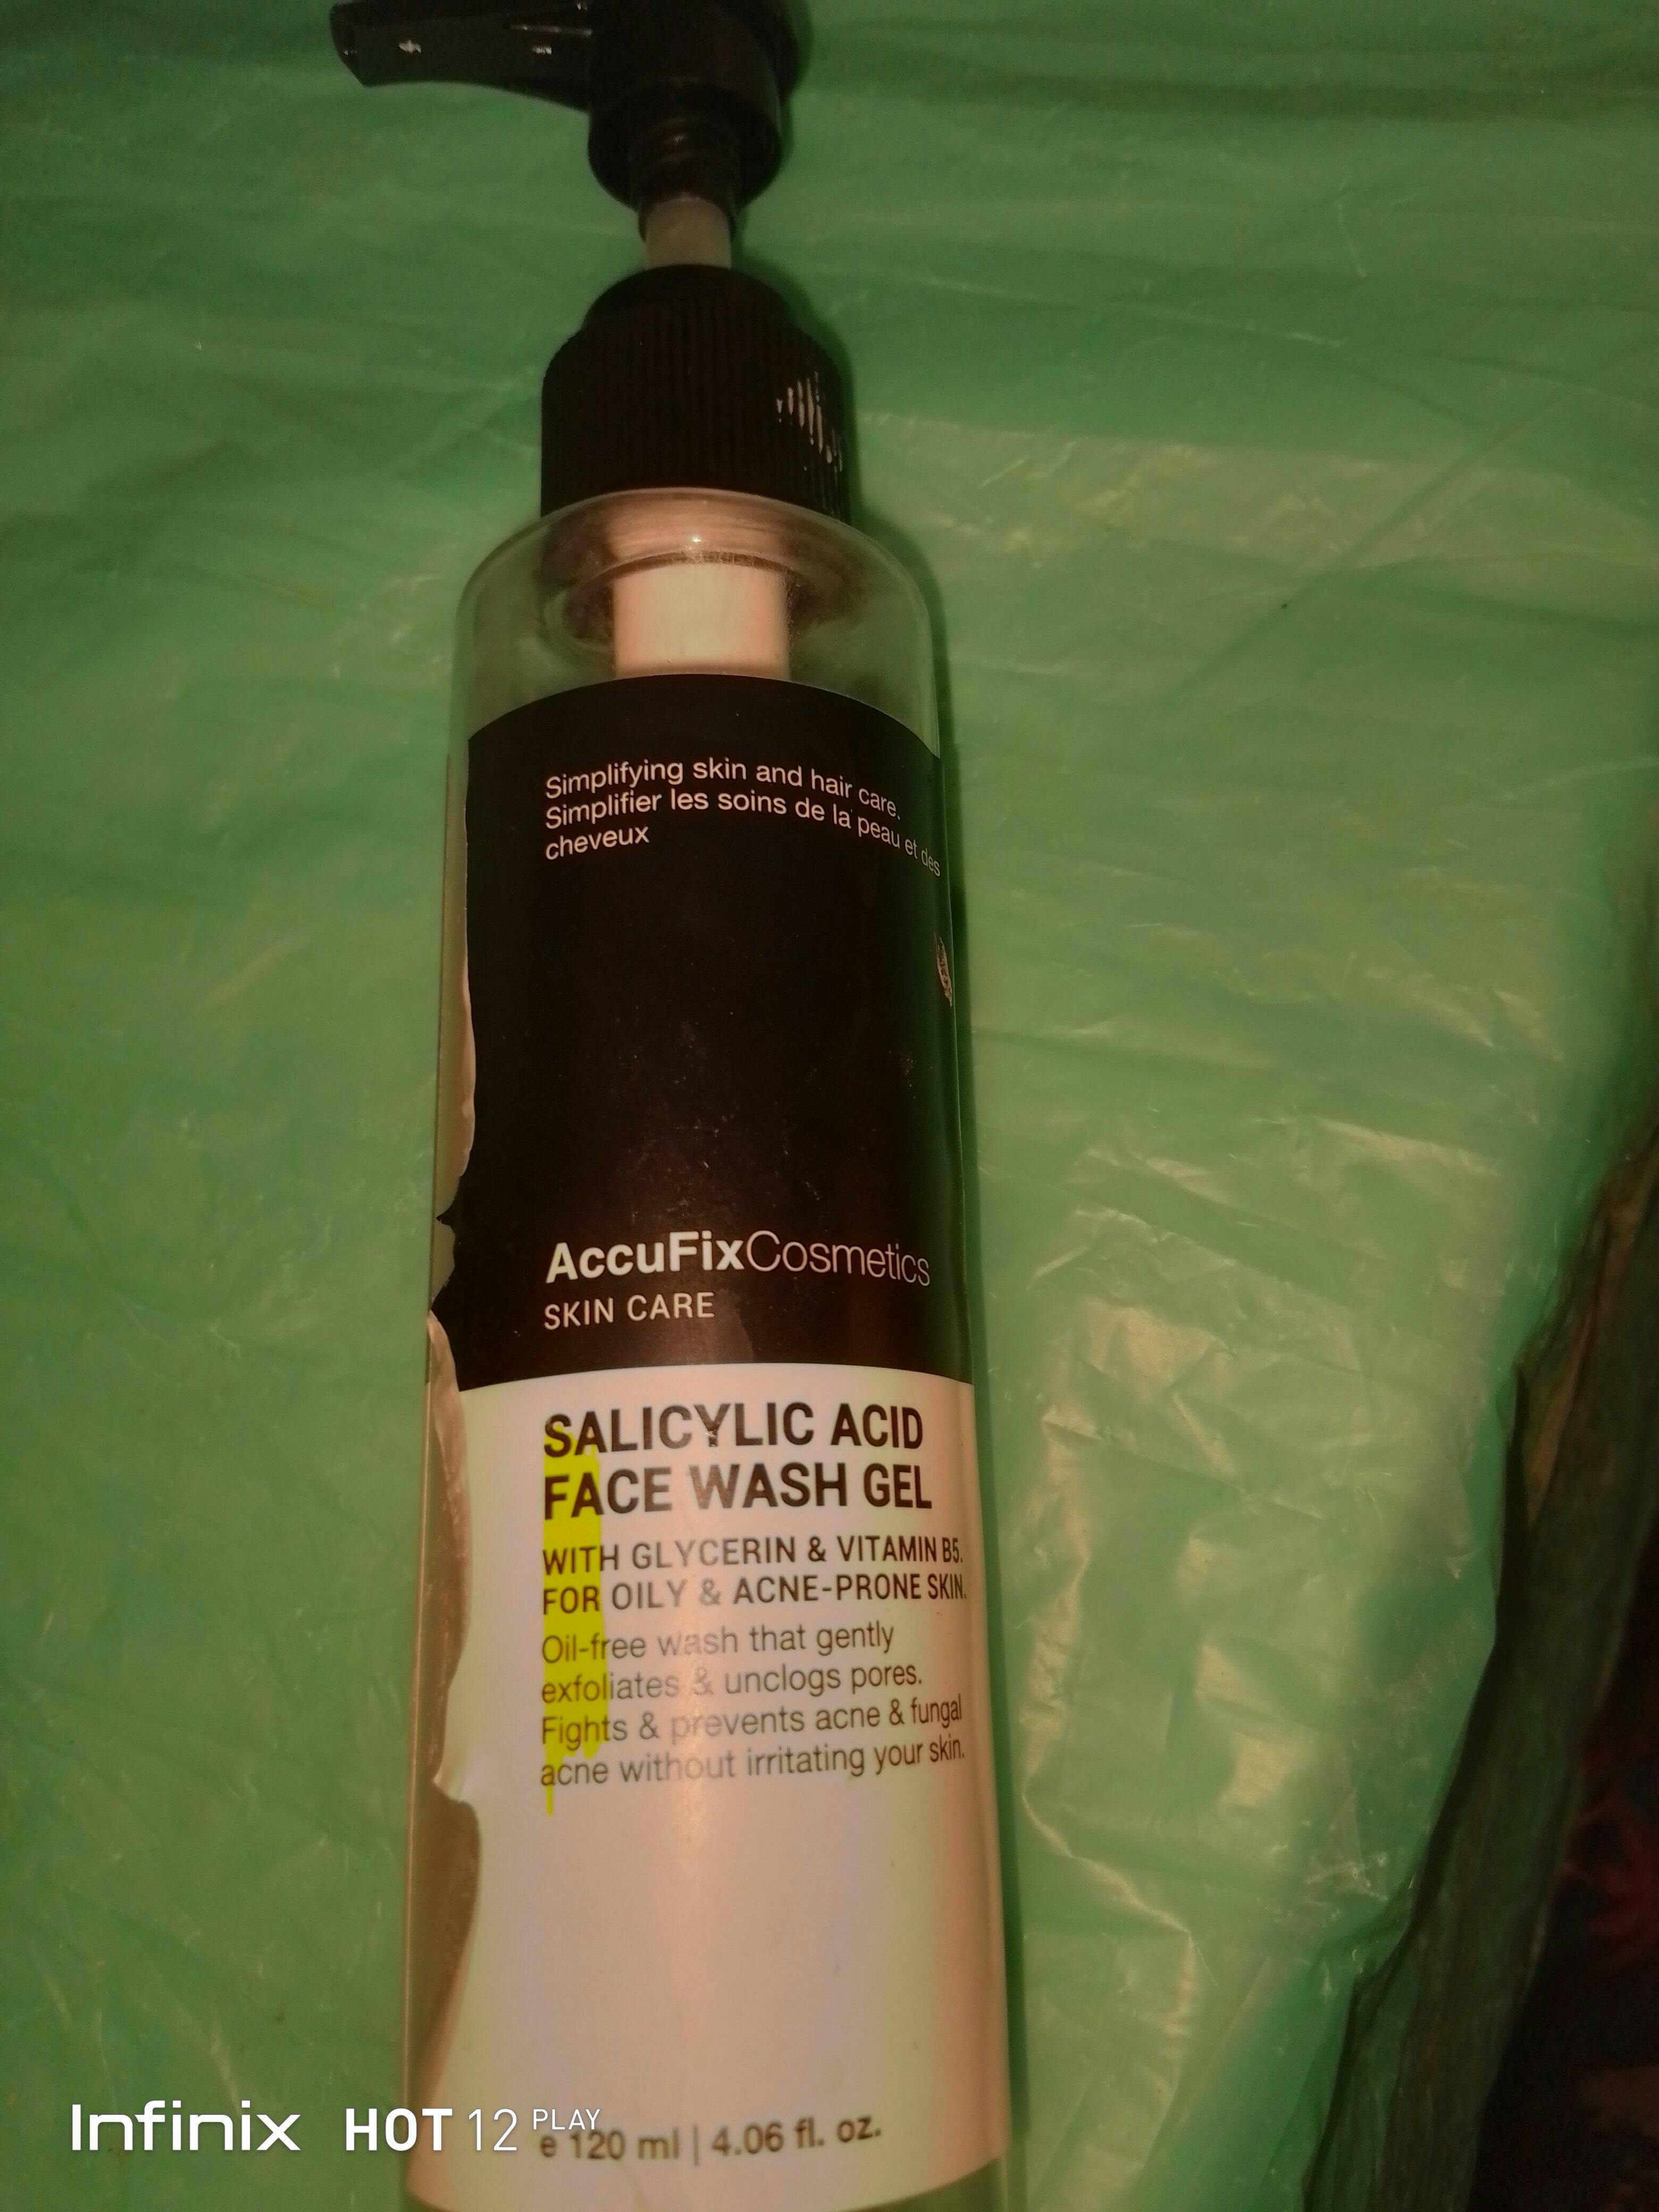 Simplifying skin and hair care.
Simplifier les soins de la peau et des
cheveux
AccuFixCosmetics
SKIN CARE
SALICYLIC ACID
FACE WASH GEL
WITH GLYCERIN & VITAMIN B5.
FOR OILY & ACNE-PRONE SKIN.
Oil-free wash that gently
exfoliates & unclogs pores.
Fights & prevents acne & fungal
acne without irritating your skin.
e 120 ml | 4.06 fl. oz.
Infinix HOT 12 PLAY